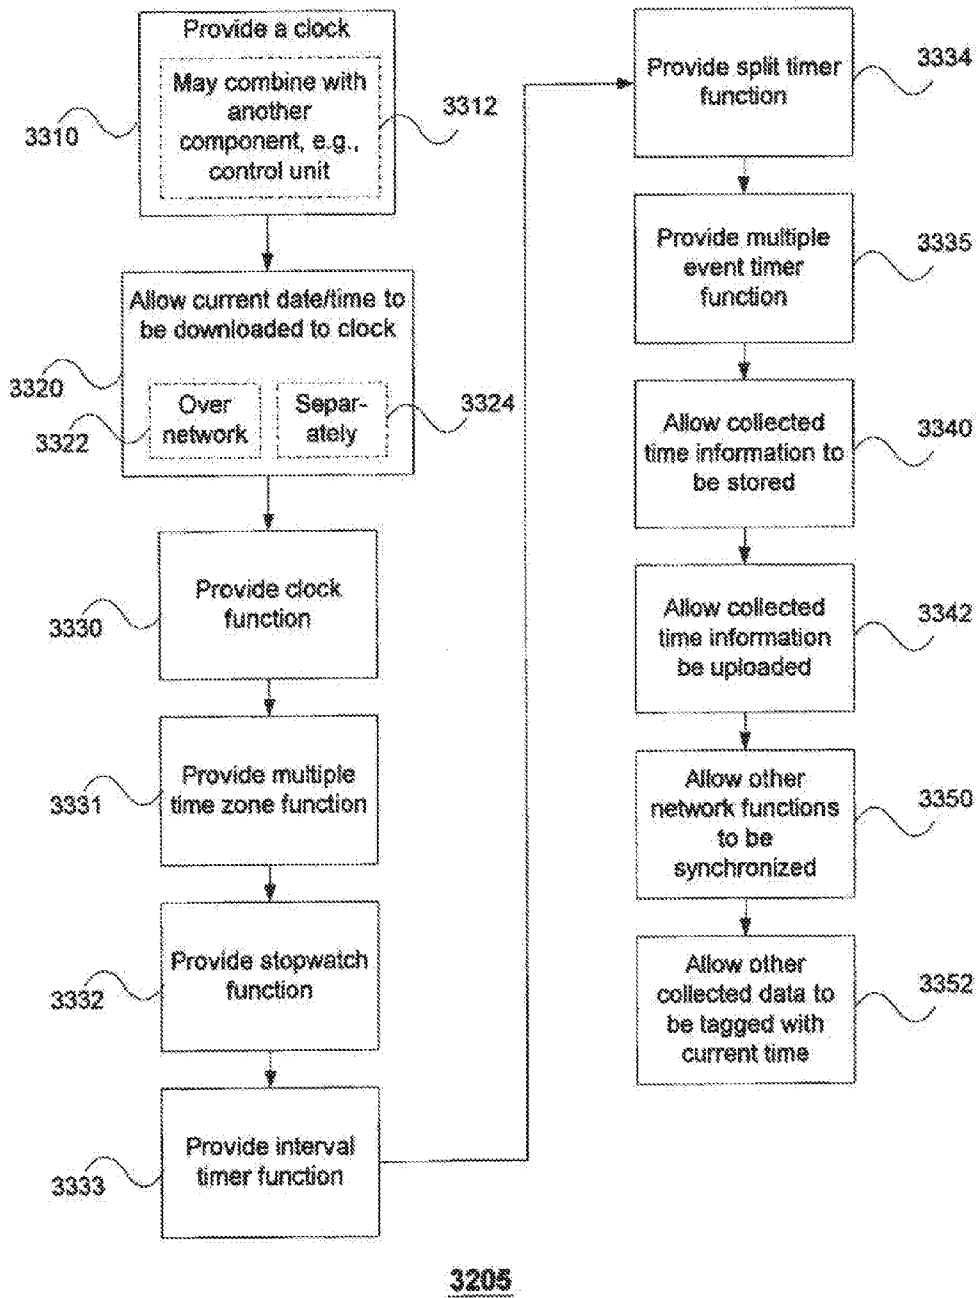 Provide a clock
May combine with
another
component, e.g.,
control unit
3310
3312
Allow current date/time to
be downloaded to clock
3320
Over
network
3322
Separ-
ately
3324
Provide clock
function
3330
Provide multiple
time zone function
3331
Provide stopwatch
function
3332
Provide interval
timer function
3333
Provide split timer
function
3334
Provide multiple
event timer
function
3335
Allow collected
time information to
be stored
3340
Allow collected
time information
be uploaded
3342
Allow other
network functions
to be
synchronized
3350
Allow other
collected data to
be tagged with
current time
3352
3205